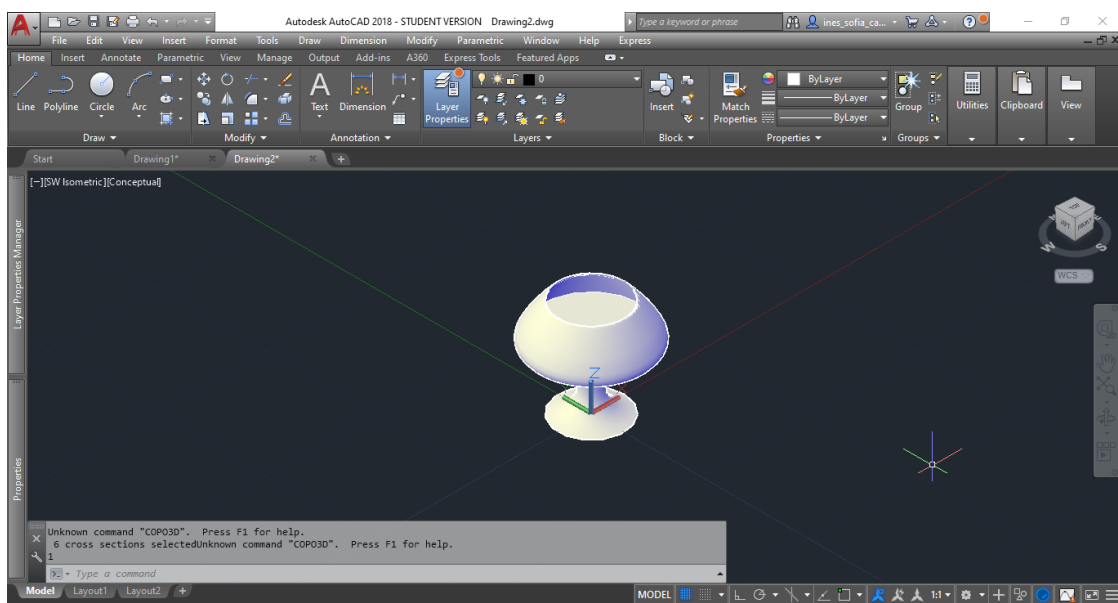 Autodesk AutoCAD 2018 - STUDENT VERSION Drawing2.dwg Type a keyword or phrase ines_sofia_ca...
File Edit View Insert Format Tools Draw Dimension Modify Parametric Window Help Express
Home Insert Annotate Parametric View Manage Output Add-ins A360 Express Tools Featured Apps
0 ByLayer
ByLayer
Line Polyline Circle Arc Text Dimension Layer Properties Insert Match Properties ByLayer Group Utilities Clipboard View
Draw Modify Annotation Layers Block Properties Groups
Start Drawing1* Drawing2*
[−][SW Isometric][Conceptual]
TOP
LEFT FRONT
W S
WCS
Layer Properties Manager
Z
Properties
Unknown command "COPO3D". Press F1 for help.
6 cross sections selectedUnknown command "COPO3D". Press F1 for help.
1
Type a command
Model Layout1 Layout2 + MODEL 1:1